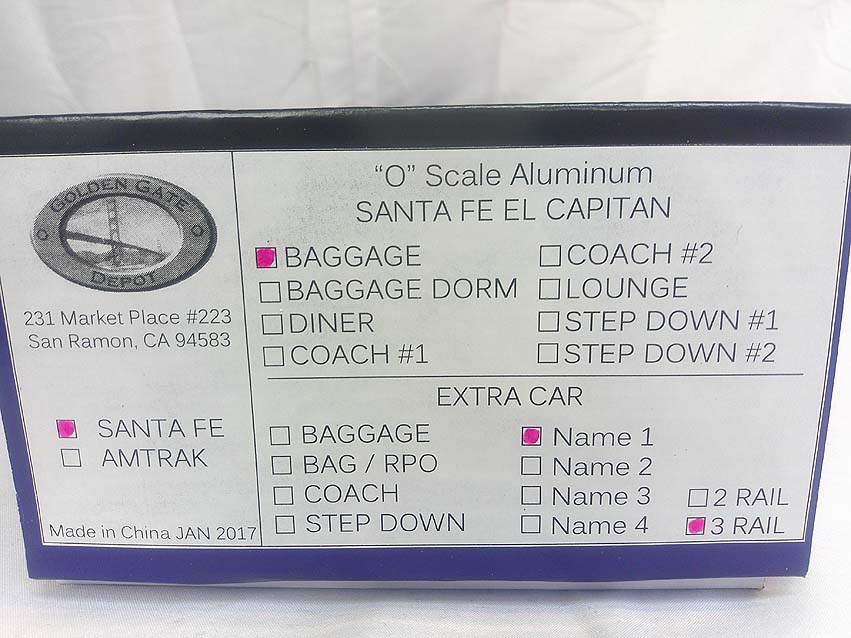 GOLDEN GATE
DEPOT
231 Market Place #223
San Ramon, CA 94583
SANTA FE
AMTRAK
Made in China JAN 2017
“O” Scale Aluminum
SANTA FE EL CAPITAN
BAGGAGE
BAGGAGE DORM
DINER
COACH #1
COACH #2
LOUNGE
STEP DOWN #1
STEP DOWN #2
EXTRA CAR
BAGGAGE
BAG / RPO
COACH
STEP DOWN
Name 1
Name 2
Name 3
Name 4
2 RAIL
3 RAIL